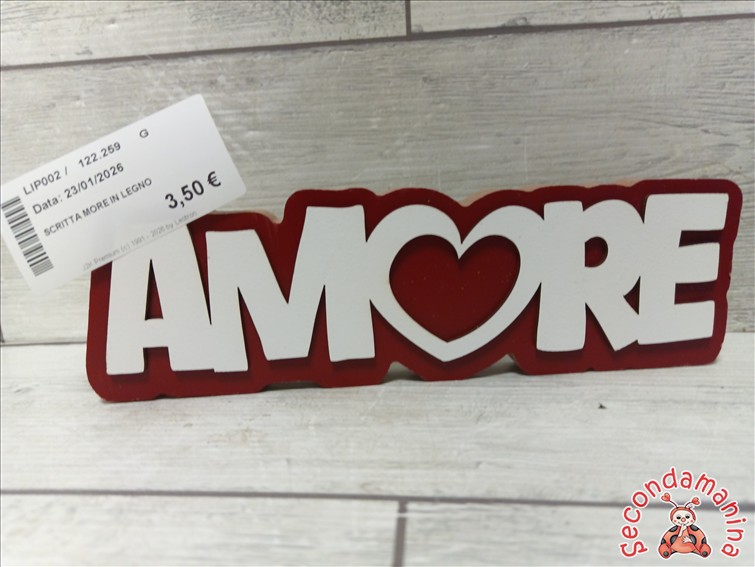 LIP002 / 122.259 G
Data: 23/01/2026
SCRITTA MORE IN LEGNO
3,50 €
AMORE
Secondamanina